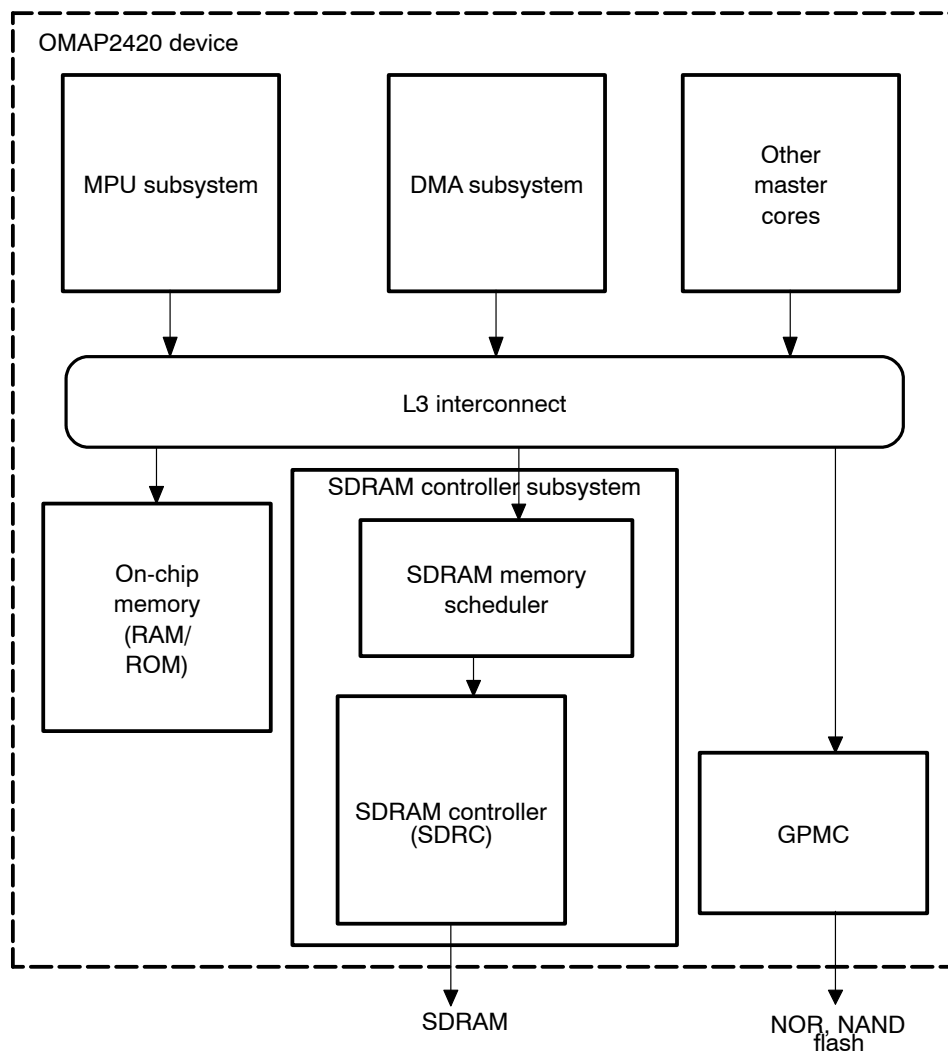 OMAP2420 device
MPU subsystem
DMA subsystem
Other
master
cores
L3 interconnect
On-chip
memory
(RAM/
ROM)
SDRAM controller subsystem
SDRAM memory
scheduler
SDRAM controller
(SDRC)
GPMC
SDRAM
NOR, NAND
flash